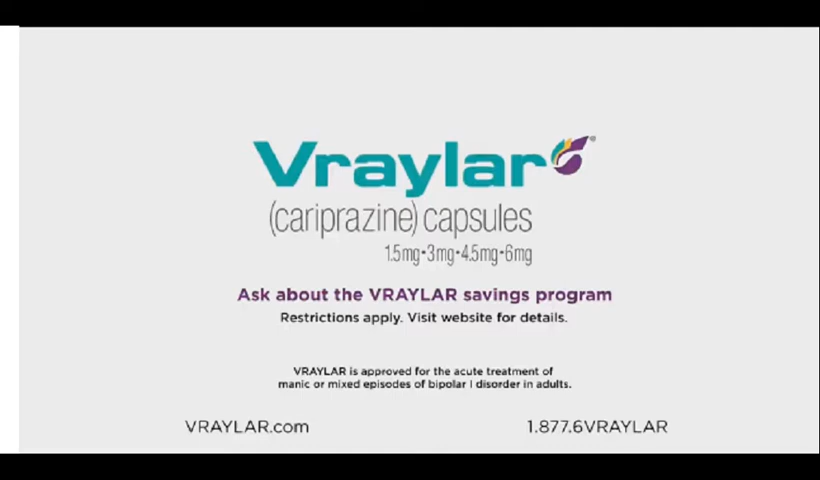 Vraylar®
(cariprazine) capsules
1.5mg•3mg•4.5mg•6mg
Ask about the VRAYLAR savings program
Restrictions apply. Visit website for details.
VRAYLAR is approved for the acute treatment of
manic or mixed episodes of bipolar I disorder in adults.
VRAYLAR.com
1.877.6VRAYLAR